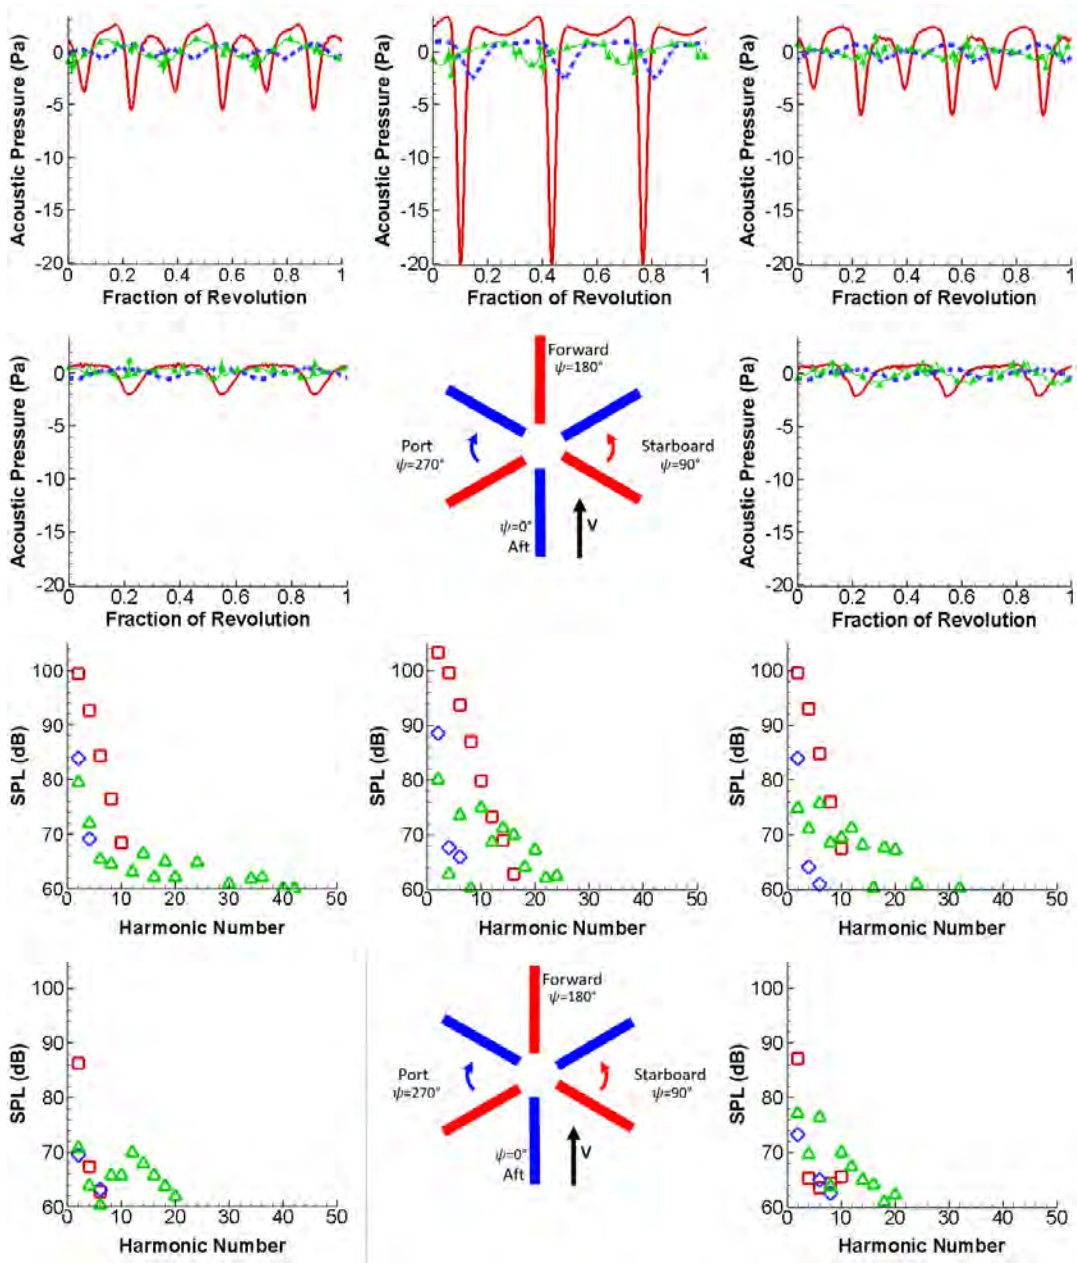 Acoustic Pressure (Pa)
0
-5
-10
-15
-20
0 0.2 0.4 0.6 0.8 1
Fraction of Revolution
Acoustic Pressure (Pa)
0
-5
-10
-15
-20
0 0.2 0.4 0.6 0.8 1
Fraction of Revolution
Acoustic Pressure (Pa)
0
-5
-10
-15
-20
0 0.2 0.4 0.6 0.8 1
Fraction of Revolution
Acoustic Pressure (Pa)
0
-5
-10
-15
-20
0 0.2 0.4 0.6 0.8 1
Fraction of Revolution
Forward
ψ=180°
Port
ψ=270°
Starboard
ψ=90°
ψ=0°
Aft
V
Acoustic Pressure (Pa)
0
-5
-10
-15
-20
0 0.2 0.4 0.6 0.8 1
Fraction of Revolution
SPL (dB)
100
90
80
70
60
0 10 20 30 40 50
Harmonic Number
SPL (dB)
100
90
80
70
60
0 10 20 30 40 50
Harmonic Number
SPL (dB)
100
90
80
70
60
0 10 20 30 40 50
Harmonic Number
SPL (dB)
100
90
80
70
60
0 10 20 30 40 50
Harmonic Number
Forward
ψ=180°
Port
ψ=270°
Starboard
ψ=90°
ψ=0°
Aft
V
SPL (dB)
100
90
80
70
60
0 10 20 30 40 50
Harmonic Number